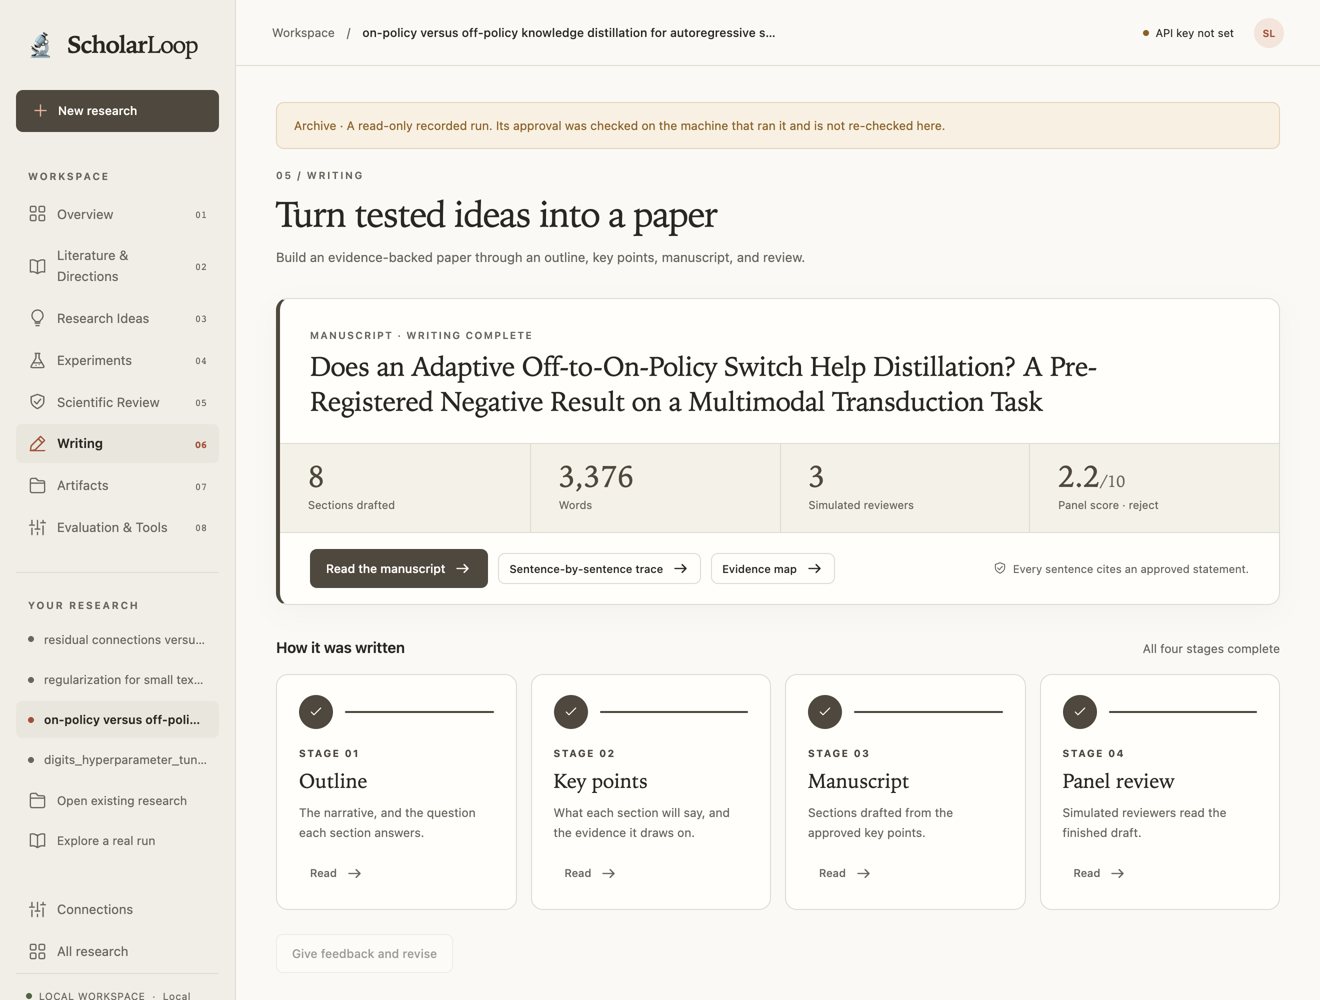 ScholarLoop
New research
WORKSPACE
Overview 01
Literature &
Directions 02
Research Ideas 03
Experiments 04
Scientific Review 05
Writing 06
Artifacts 07
Evaluation & Tools 08
YOUR RESEARCH
residual connections versu...
regularization for small tex...
on-policy versus off-poli...
digits_hyperparameter_tun...
Open existing research
Explore a real run
Connections
All research
LOCAL WORKSPACE · Local
Workspace / on-policy versus off-policy knowledge distillation for autoregressive s...
API key not set
SL
Archive · A read-only recorded run. Its approval was checked on the machine that ran it and is not re-checked here.
05 / WRITING
Turn tested ideas into a paper
Build an evidence-backed paper through an outline, key points, manuscript, and review.
MANUSCRIPT · WRITING COMPLETE
Does an Adaptive Off-to-On-Policy Switch Help Distillation? A Pre-
Registered Negative Result on a Multimodal Transduction Task
8
Sections drafted
3,376
Words
3
Simulated reviewers
2.2/10
Panel score · reject
Read the manuscript
Sentence-by-sentence trace
Evidence map
Every sentence cites an approved statement.
How it was written
All four stages complete
STAGE 01
Outline
The narrative, and the question
each section answers.
Read
STAGE 02
Key points
What each section will say, and
the evidence it draws on.
Read
STAGE 03
Manuscript
Sections drafted from the
approved key points.
Read
STAGE 04
Panel review
Simulated reviewers read the
finished draft.
Read
Give feedback and revise